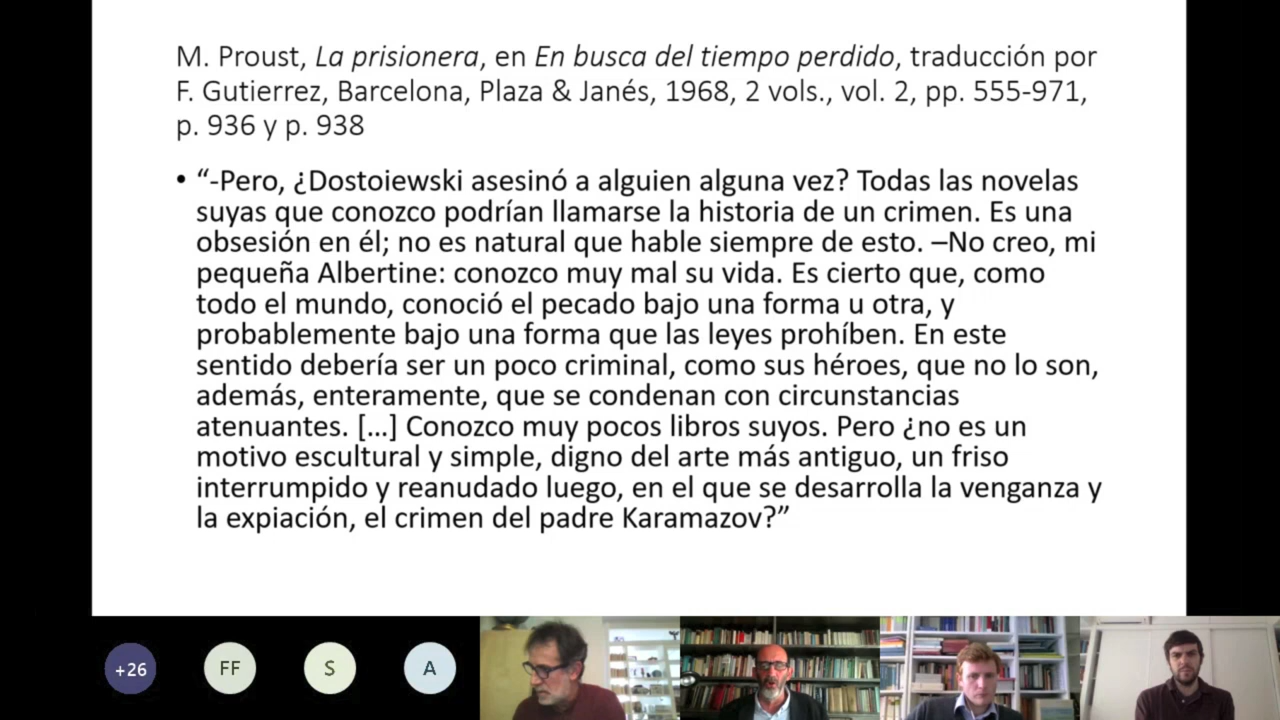 M. Proust, La prisionera, en En busca del tiempo perdido, traducción por
F. Gutierrez, Barcelona, Plaza & Janés, 1968, 2 vols., vol. 2, pp. 555-971,
p. 936 y p. 938
• “-Pero, ¿Dostoiewski asesinó a alguien alguna vez? Todas las novelas
suyas que conozco podrían llamarse la historia de un crimen. Es una
obsesión en él; no es natural que hable siempre de esto. –No creo, mi
pequeña Albertine: conozco muy mal su vida. Es cierto que, como
todo el mundo, conoció el pecado bajo una forma u otra, y
probablemente bajo una forma que las leyes prohíben. En este
sentido debería ser un poco criminal, como sus héroes, que no lo son,
además, enteramente, que se condenan con circunstancias
atenuantes. […] Conozco muy pocos libros suyos. Pero ¿no es un
motivo escultural y simple, digno del arte más antiguo, un friso
interrumpido y reanudado luego, en el que se desarrolla la venganza y
la expiación, el crimen del padre Karamazov?”
+26 FF S A